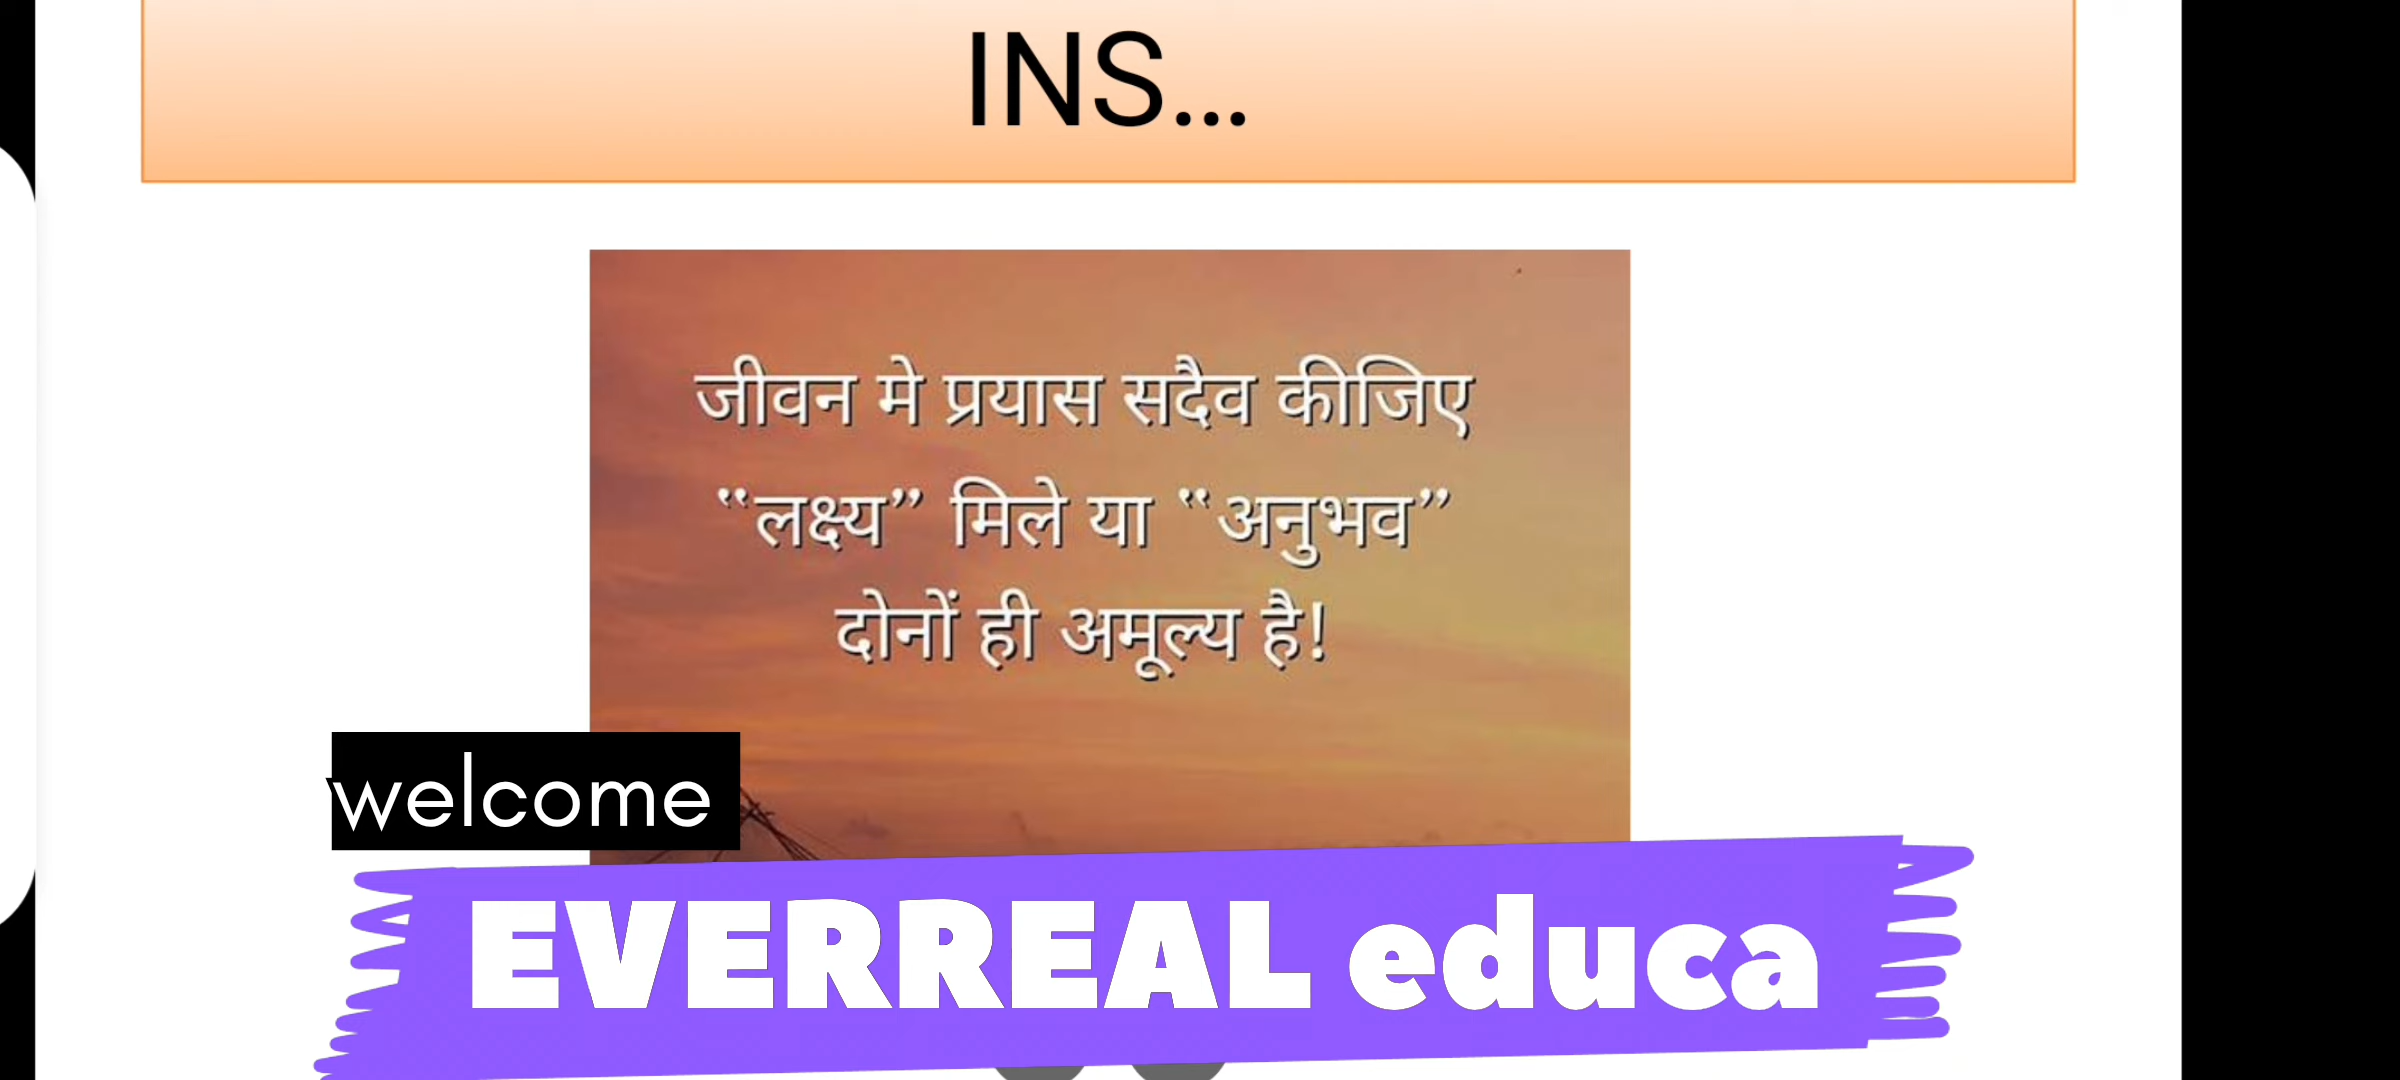 INS...
जीवन मे प्रयास सदैव कीजिए
“लक्ष्य” मिले या “अनुभव”
दोनों ही अमूल्य है!
welcome
EVERREAL educa